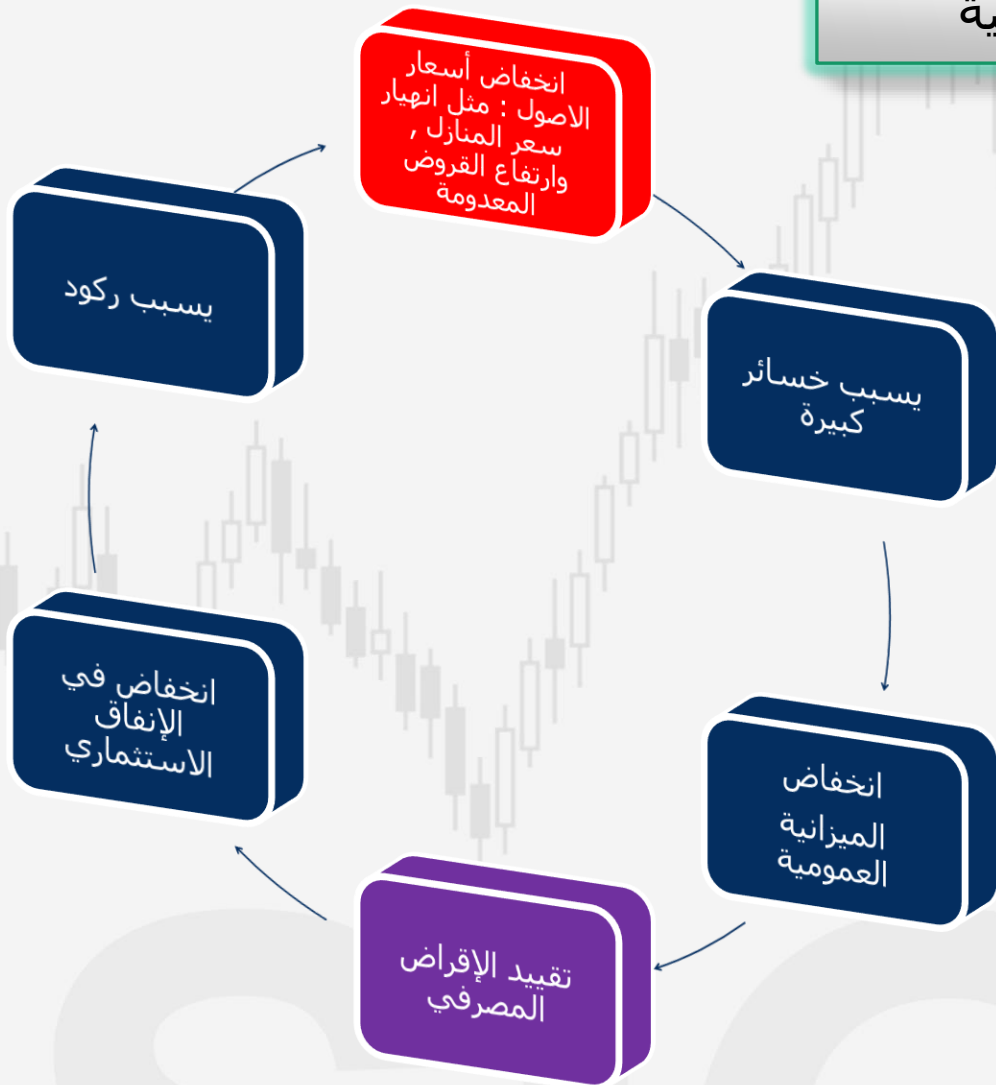 انخفاض أسعار
الاصول : مثل انهيار
سعر المنازل ,
وارتفاع القروض
المعدومة
يسبب خسائر
كبيرة
انخفاض
الميزانية
العمومية
تقييد الإقراض
المصرفي
انخفاض في
الإنفاق
الاستثماري
يسبب ركود